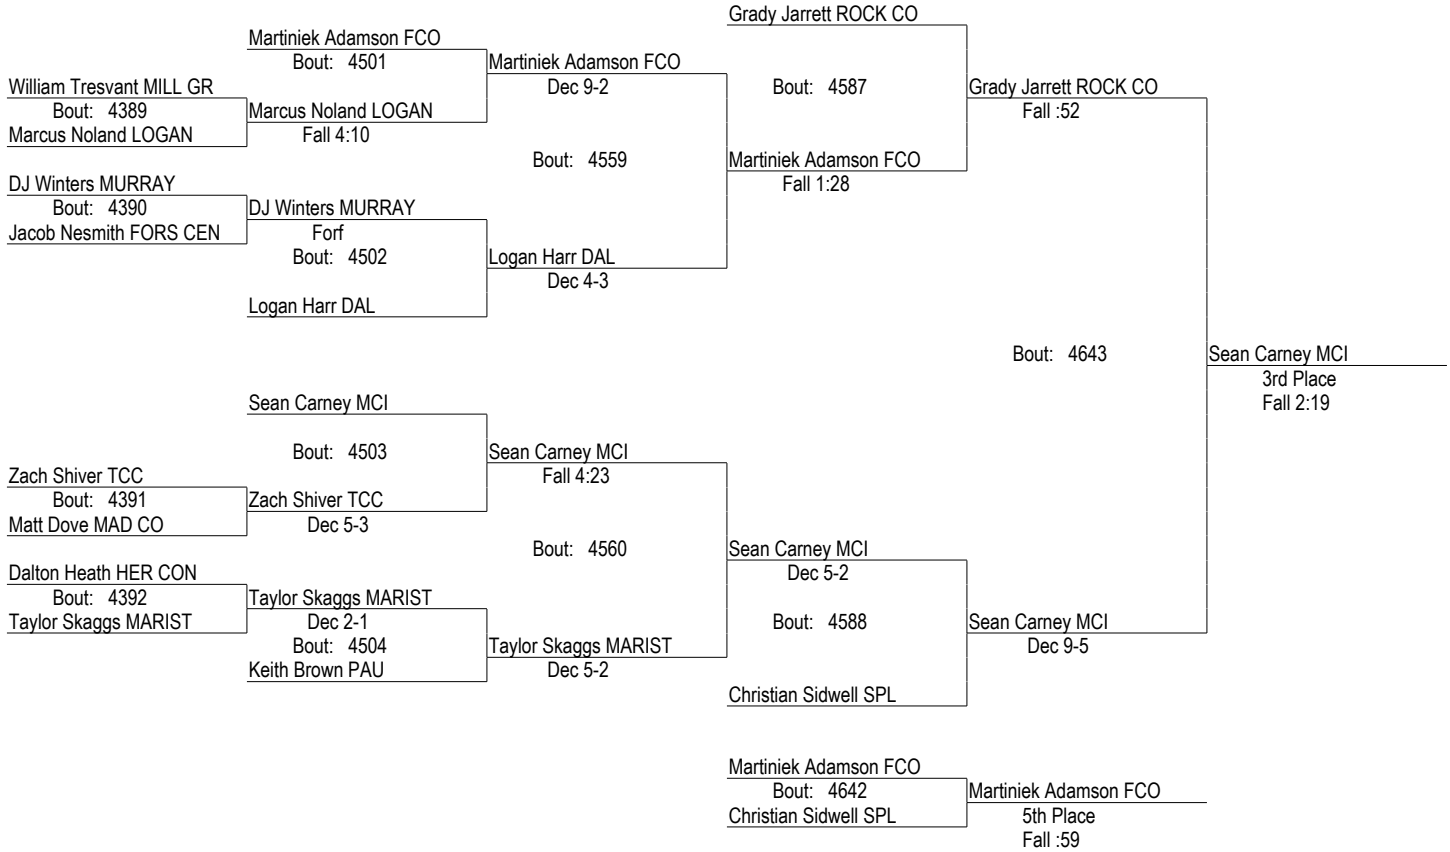 Grady Jarrett ROCK CO
Martiniek Adamson FCO
Bout: 4501
Martiniek Adamson FCO
William Tresvant MILL GR
Dec 9-2
Bout: 4587
Grady Jarrett ROCK CO
Bout: 4389
Marcus Noland LOGAN
Fall :52
Marcus Noland LOGAN
Fall 4:10
Bout: 4559
Martiniek Adamson FCO
DJ Winters MURRAY
Fall 1:28
Bout: 4390
DJ Winters MURRAY
Jacob Nesmith FORS CEN
Forf
Bout: 4502
Logan Harr DAL
Dec 4-3
Logan Harr DAL
Bout: 4643
Sean Carney MCI
3rd Place
Fall 2:19
Sean Carney MCI
Bout: 4503
Sean Carney MCI
Zach Shiver TCC
Fall 4:23
Bout: 4391
Zach Shiver TCC
Matt Dove MAD CO
Dec 5-3
Bout: 4560
Sean Carney MCI
Dalton Heath HER CON
Dec 5-2
Bout: 4392
Taylor Skaggs MARIST
Taylor Skaggs MARIST
Dec 2-1
Bout: 4588
Sean Carney MCI
Bout: 4504
Taylor Skaggs MARIST
Dec 9-5
Keith Brown PAU
Dec 5-2
Christian Sidwell SPL
Martiniek Adamson FCO
Bout: 4642
Martiniek Adamson FCO
Christian Sidwell SPL
5th Place
Fall :59